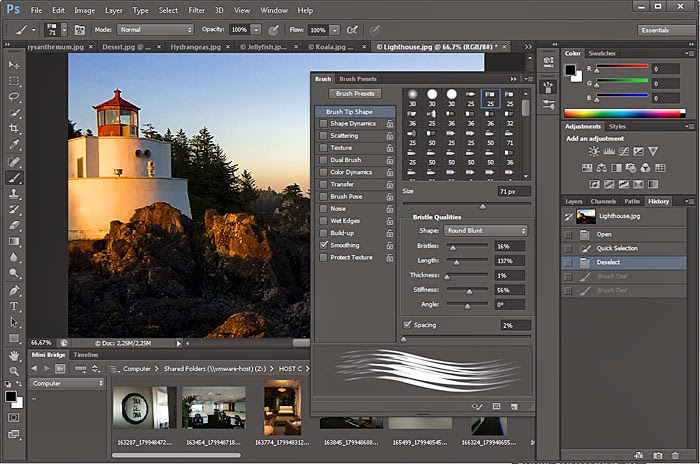 Ps File Edit Image Layer Type Select Filter 3D View Window Help
71 Mode: Normal Opacity: 100% Flow: 100% Essentials
rysanthemum.jpg × Desert.jpg @ ... × Hydrangeas.jpg × © Jellyfish.jp... × © Koala.jpg ... × © Lighthouse.jpg @ 66,7% (RGB/8#) * ×
Brush Brush Presets
Brush Presets
Brush Tip Shape
Shape Dynamics
Scattering
Texture
Dual Brush
Color Dynamics
Transfer
Brush Pose
Noise
Wet Edges
Build-up
Smoothing
Protect Texture
30 30 30 25 25 25
36 25 36 36 36 32
25 50 25 25 50 71
25 50 50 50 50 36
Size 71 px
Bristle Qualities
Shape: Round Blunt
Bristles: 16%
Length: 137%
Thickness: 1%
Stiffness: 56%
Angle: 0°
Spacing 2%
Color Swatches
R 0
G 0
B 0
Adjustments Styles
Add an adjustment
Layers Channels Paths History
Lighthouse.jpg
Open
Quick Selection
Deselect
Brush Tool
Brush Tool
66,67% Doc: 2,25M/2,25M
Mini Bridge Timeline
Computer > Shared Folders (\\vmware-host) (Z:) > HOST C >
Computer
..
163287_179948472... 163454_179948718... 163774_179948312... 163845_179948688... 165499_179948545... 166324_179948655... 16